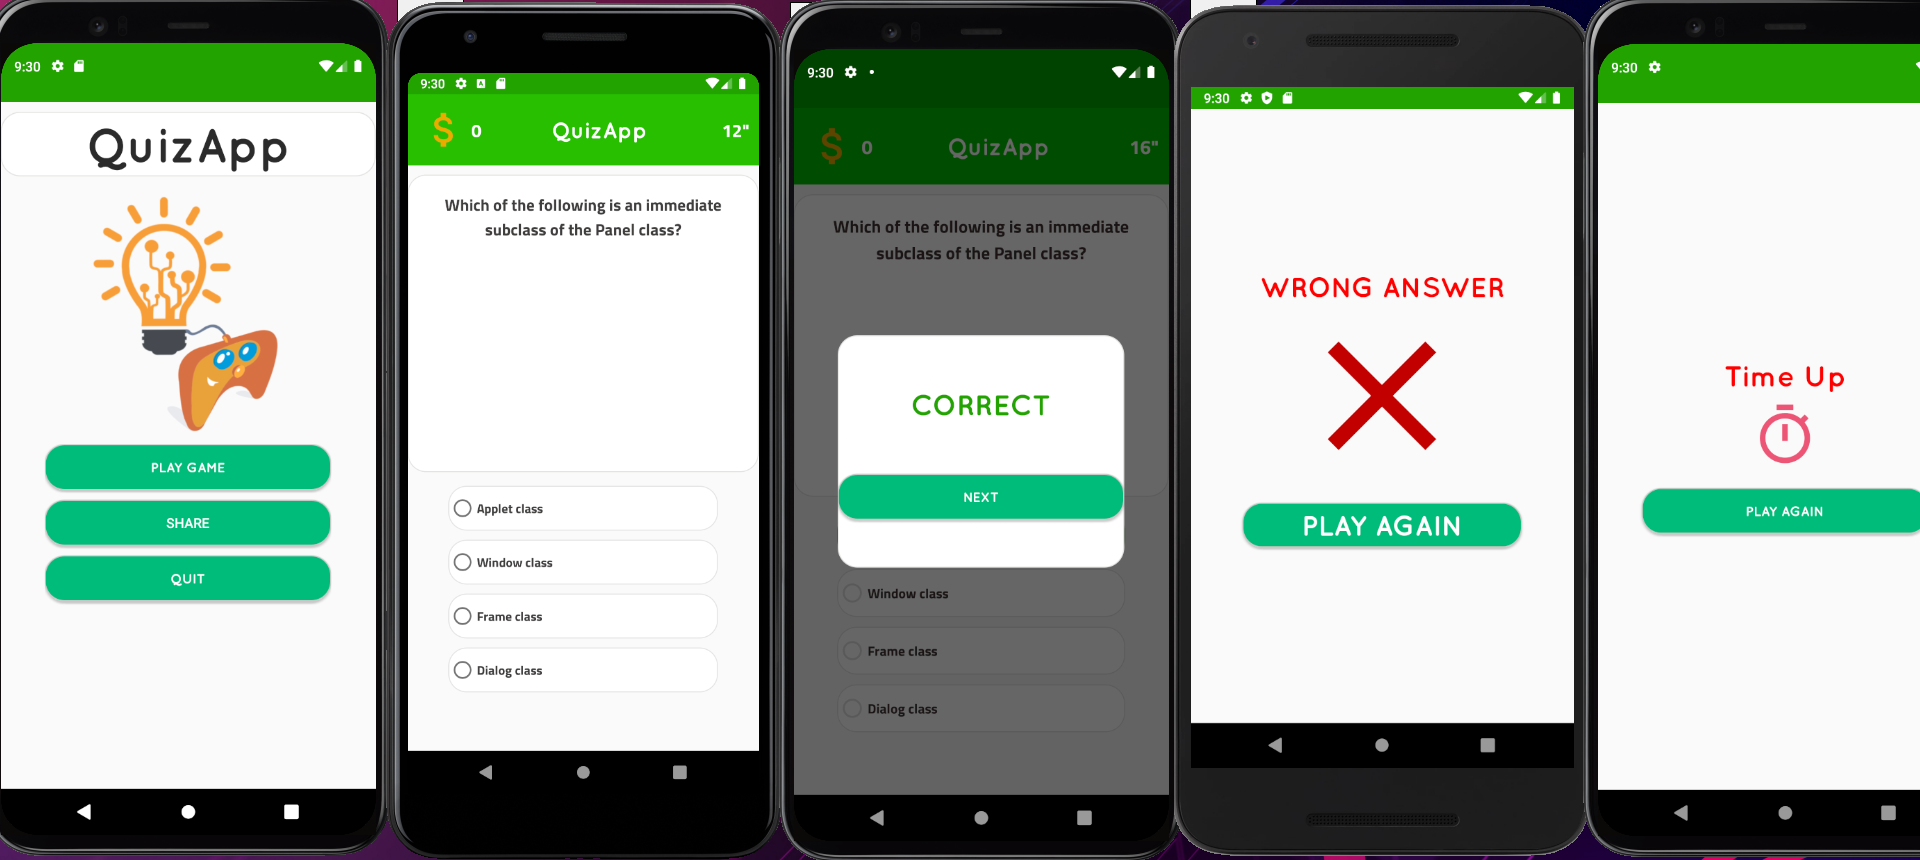 9:30
QuizApp
PLAY GAME
SHARE
QUIT
9:30
$ 0 QuizApp 12"
Which of the following is an immediate
subclass of the Panel class?
Applet class
Window class
Frame class
Dialog class
9:30
$ 0 QuizApp 16"
Which of the following is an immediate
subclass of the Panel class?
CORRECT
NEXT
Window class
Frame class
Dialog class
9:30
WRONG ANSWER
PLAY AGAIN
9:30
Time Up
PLAY AGAIN